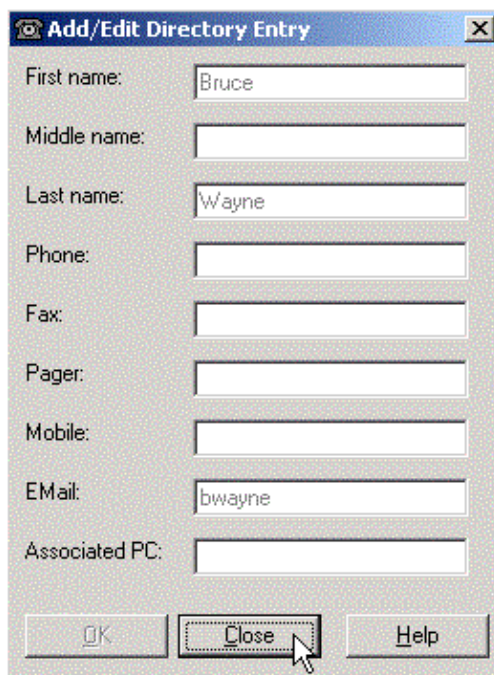 Add/Edit Directory Entry
First name: Bruce
Middle name:
Last name: Wayne
Phone:
Fax:
Pager:
Mobile:
EMail: bwayne
Associated PC:
OK Close Help